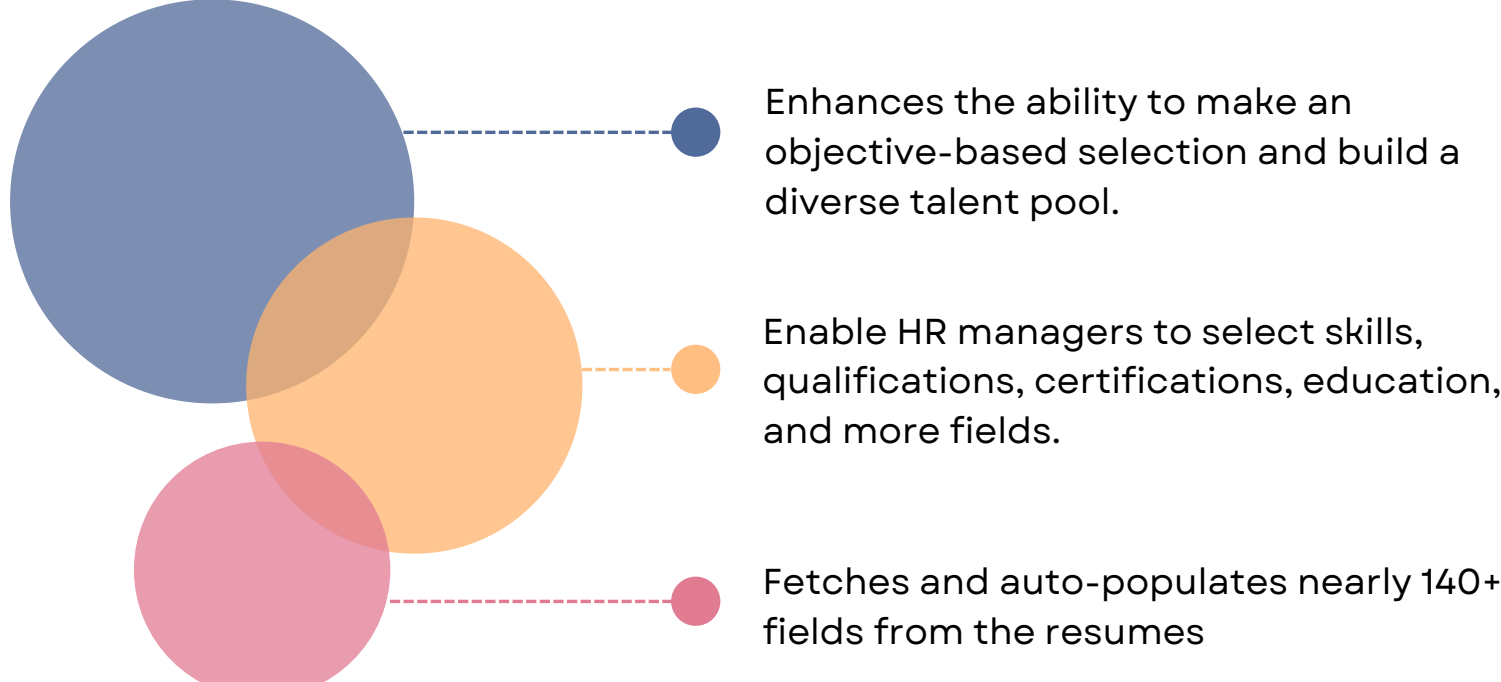 Enhances the ability to make an
objective-based selection and build a
diverse talent pool.
Enable HR managers to select skills,
qualifications, certifications, education,
and more fields.
Fetches and auto-populates nearly 140+
fields from the resumes